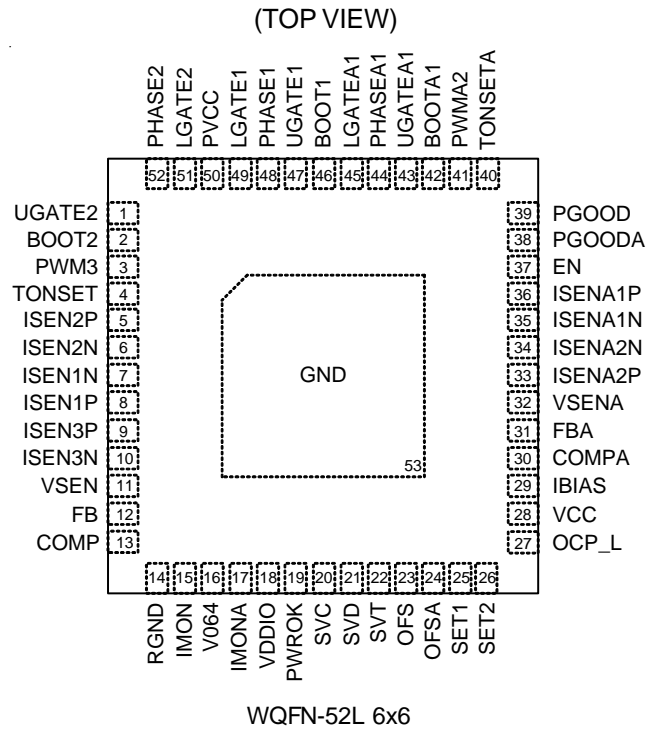 (TOP VIEW)
PHASE2
LGATE2
PVCC
LGATE1
PHASE1
UGATE1
BOOT1
LGATEA1
PHASEA1
UGATEA1
BOOTA1
PWMA2
TONSETA
52 51 50 49 48 47 46 45 44 43 42 41 40
UGATE2 1 39 PGOOD
BOOT2 2 38 PGOODA
PWM3 3 37 EN
TONSET 4 36 ISENA1P
ISEN2P 5 35 ISENA1N
ISEN2N 6 34 ISENA2N
ISEN1N 7 33 ISENA2P
ISEN1P 8 32 VSENA
ISEN3P 9 31 FBA
ISEN3N 10 30 COMPA
VSEN 11 29 IBIAS
FB 12 28 VCC
COMP 13 27 OCP_L
GND
53
14 15 16 17 18 19 20 21 22 23 24 25 26
RGND
IMON
V064
IMONA
VDDIO
PWROK
SVC
SVD
SVT
OFS
OFSA
SET1
SET2
WQFN-52L 6x6